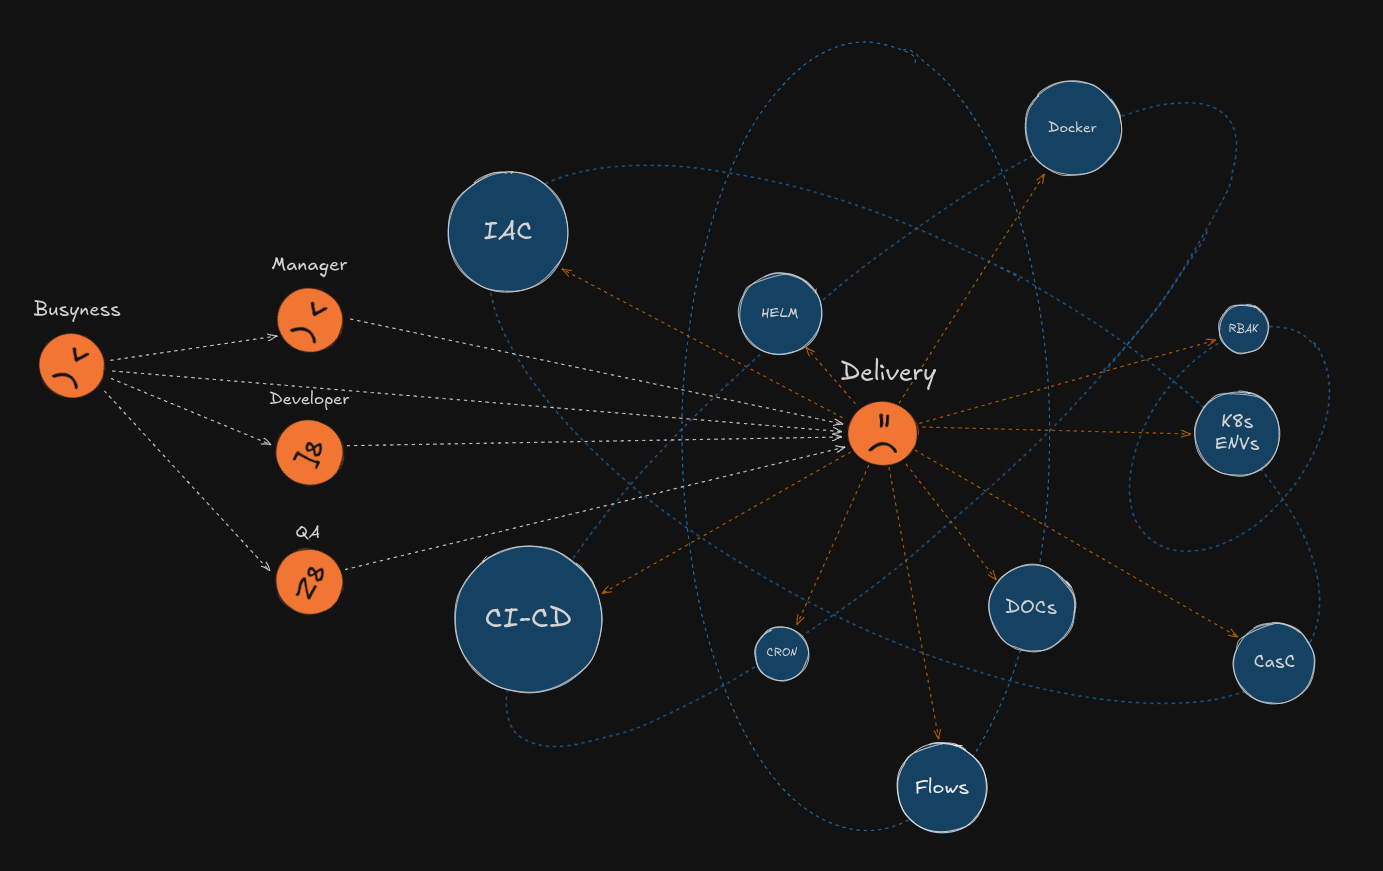 Docker
IAC
Manager
Busyness
HELM
RBAK
Delivery
Developer
K8s
ENVs
QA
DOCs
CI-CD
CRON
CasC
Flows